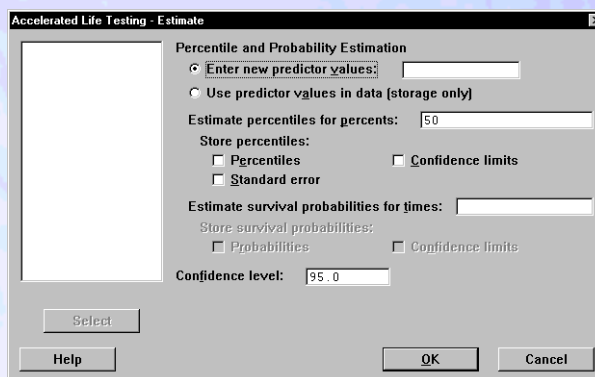 Accelerated Life Testing - Estimate
Percentile and Probability Estimation
Enter new predictor values:
Use predictor values in data (storage only)
Estimate percentiles for percents: 50
Store percentiles:
Percentiles Confidence limits
Standard error
Estimate survival probabilities for times:
Store survival probabilities:
Probabilities Confidence limits
Confidence level: 95.0
Select
Help OK Cancel